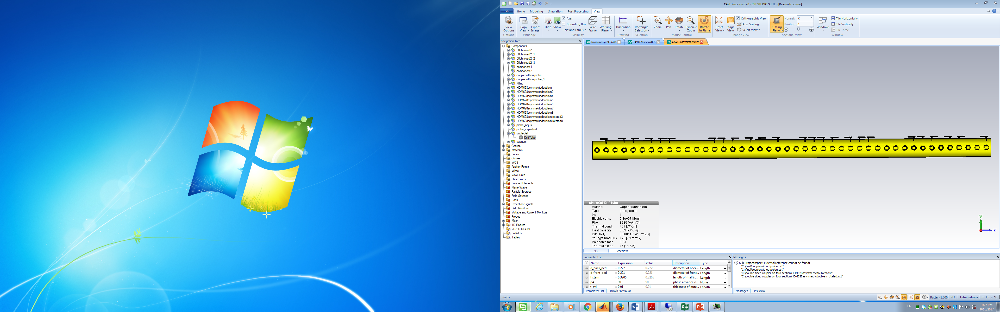 CAVITYasymmetric8 - CST STUDIO SUITE - [Research License]
File Home Modeling Simulation Post Processing View
View Options
Copy View
Export Image
Hide
Show
Axes
Bounding Box
Text and Labels
Wire Frame
Working Plane
Dimension
Rectangle Selection
Zoom
Pan
Rotate
Dynamic Zoom
Rotate in Plane
Reset View
Stage View
Orthographic View
Axes Scaling
Select View
Cutting Plane
Normal: X
Position: 0
Windows
Tile Horizontally
Tile Vertically
Tile Three
Options Exchange Visibility Drawing Selection Mouse Control Change View Sectional View Window
Navigation Tree
twoarmasym30-628 CAVITYElminus0.5 CAVITYasymmetric8*
Components
50ohmload2
50ohmload2_1
50ohmload2_2
50ohmload2_3
component1
component2
couplerwithoutprobe
couplerwithoutprobe_1
Filling
HOM628asymmetricdoublem
HOM628asymmetricdoublem2
HOM628asymmetricdoublem4
HOM628asymmetricdoublem5
HOM628asymmetricdoublem6
HOM628asymmetricdoublem7
HOM628asymmetricdoublem9
HOM628asymmetricdoublem rotated3
HOM628asymmetricdoublem rotated8
probe_adjust
probe_capadjust
singleCell
DriftTube
vacuum
Groups
Materials
Faces
Curves
WCS
Anchor Points
Wires
Voxel Data
Dimensions
Lumped Elements
Plane Wave
Farfield Sources
Field Sources
Ports
Excitation Signals
Field Monitors
Voltage and Current Monitors
Probes
Mesh
1D Results
2D/3D Results
Farfields
Tables
singleCell:DriftTube
Material Copper (annealed)
Type Lossy metal
Mu 1
Electric cond. 5.8e+07 [S/m]
Rho 8930 [kg/m^3]
Thermal cond. 401 [W/K/m]
Heat capacity 0.39 [kJ/K/kg]
Diffusivity 0.000115141 [m^2/s]
Young's modulus 120 [kN/mm^2]
Poisson's ratio 0.33
Thermal expan. 17 [1e-6/K]
y
z
3D Schematic
Parameter List
Name Expression Value Description Type
d_back_ped = 0.222 0.222 diameter of back... Length
d_front_ped = 0.221 0.221 diameter of front... Length
l_stem = 0.3205 0.3205 length of (half) s... Length
pA = 90 90 phase advance o... None
t_cyl = 0.01 0.01 thickness of oute... Length
Parameter List Result Navigator
Messages
Sub-Project import: External reference cannot be found:
"C:\final\couplerwithoutprobe.cst"
"C:\final\couplerwithoutprobe.cst"
"C:\double sided coupler on four section\HOM628asymmetricdoublem.cst"
"C:\double sided coupler on four section\HOM628asymmetricdoublem rotated.cst"
Messages Progress
Ready
Raster=1.000 PEC Tetrahedrons m Hz s °C
EN
1:27 PM
8/16/2017